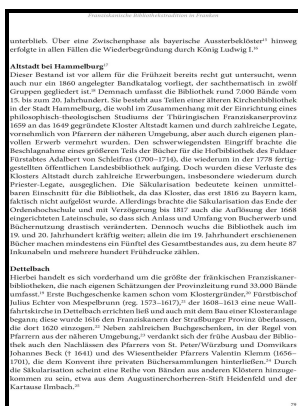 Franziskanische Bibliothekstradition in Franken
unterblieb. Über eine Zwischenphase als bayerische Aussterbeklöster¹⁵ hinweg
erfolgte in allen Fällen die Wiederbegründung durch König Ludwig I.¹⁶
Altstadt bei Hammelburg¹⁷
Dieser Bestand ist vor allem für die Frühzeit bereits recht gut untersucht, wenn
auch nur ein 1860 angelegter Bandkatalog vorliegt, der sachthematisch in zwölf
Gruppen gegliedert ist.¹⁸ Demnach umfasst die Bibliothek rund 7.000 Bände vom
15. bis zum 20. Jahrhundert. Sie besteht aus Teilen einer älteren Kirchenbibliothek
in der Stadt Hammelburg, die wohl im Zusammenhang mit der Einrichtung eines
philosophisch-theologischen Studiums der Thüringischen Franziskanerprovinz
1659 an das 1649 gegründete Kloster Altstadt kamen und durch zahlreiche Legate,
vornehmlich von Pfarrern der näheren Umgebung, aber auch durch eigenen plan-
vollen Erwerb vermehrt wurden. Den schwerwiegendsten Eingriff brachte die
Beschlagnahme eines größeren Teils der Bücher für die Hofbibliothek des Fuldaer
Fürstabtes Adalbert von Schleifras (1700–1714), die wiederum in der 1778 fertig-
gestellten öffentlichen Landesbibliothek aufging. Doch wurden diese Verluste des
Klosters Altstadt durch zahlreiche Erwerbungen, insbesondere wiederum durch
Priester-Legate, ausgeglichen. Die Säkularisation bedeutete keinen unmittel-
baren Einschnitt für die Bibliothek, da das Kloster, das erst 1816 zu Bayern kam,
faktisch nicht aufgelöst wurde. Allerdings brachte die Säkularisation das Ende der
Ordenshochschule und mit Verzögerung bis 1817 auch die Auflösung der 1668
eingerichteten Lateinschule, so dass sich Anlass und Umfang von Bucherwerb und
Büchernutzung drastisch veränderten. Dennoch wuchs die Bibliothek auch im
19. und 20. Jahrhundert kräftig weiter; allein die im 19. Jahrhundert erschienenen
Bücher machen mindestens ein Fünftel des Gesamtbestandes aus, zu dem heute 87
Inkunabeln und mehrere hundert Frühdrucke zählen.
Dettelbach
Hierbei handelt es sich vorderhand um die größte der fränkischen Franziskaner-
bibliotheken, die nach eigenen Schätzungen der Provinzleitung rund 33.000 Bände
umfasst.¹⁹ Erste Buchgeschenke kamen schon vom Klostergründer,²⁰ Fürstbischof
Julius Echter von Mespelbrunn (reg. 1573–1617),²¹ der 1608–1613 eine neue Wall-
fahrtskirche in Dettelbach errichten ließ und auch mit dem Bau einer Klosteranlage
begann; diese wurde 1616 den Franziskanern der Straßburger Provinz überlassen,
die dort 1620 einzogen.²² Neben zahlreichen Buchgeschenken, in der Regel von
Pfarrern aus der näheren Umgebung,²³ verdankt sich der frühe Ausbau der Biblio-
thek auch den Nachlässen des Pfarrers von St. Peter/Würzburg und Domvikars
Johannes Beck († 1641) und des Wiesentheider Pfarrers Valentin Klemm (1656–
1701), die dem Konvent ihre privaten Büchersammlungen hinterließen.²⁴ Durch
die Säkularisation scheint eine Reihe von Bänden aus anderen Klöstern hinzuge-
kommen zu sein, etwa aus dem Augustinerchorherren-Stift Heidenfeld und der
Kartause Ilmbach.²⁵